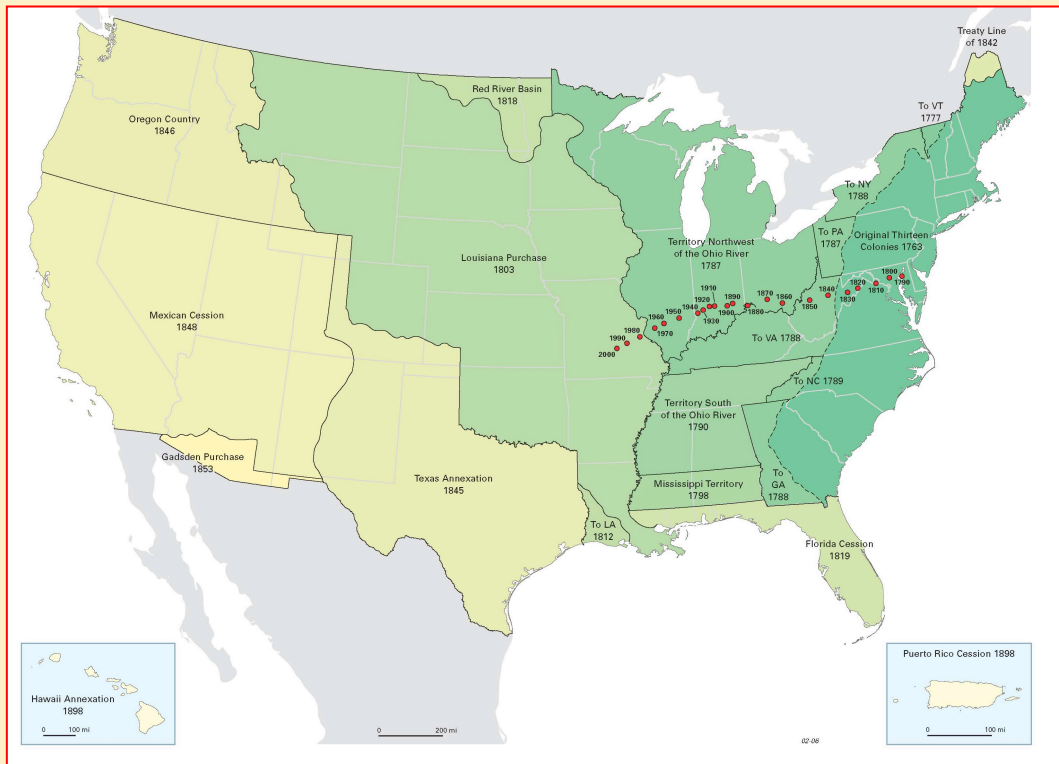 Treaty Line
of 1842
Red River Basin
1818
To VT
1777
Oregon Country
1846
To NY
1788
To PA
1787
Original Thirteen
Colonies 1763
Territory Northwest
of the Ohio River
1787
Louisiana Purchase
1803
1800
1790
1820
1810
1830
1840
1850
1870
1860
1880
1910
1920
1890
1900
1940
1930
1950
1960
1970
1980
1990
2000
Mexican Cession
1848
To VA 1788
To NC 1789
Territory South
of the Ohio River
1790
Gadsden Purchase
1853
Texas Annexation
1845
Mississippi Territory
1798
To
GA
1788
To LA
1812
Florida Cession
1819
Hawaii Annexation
1898
0 100 mi
0 200 mi
02-06
Puerto Rico Cession 1898
0 100 mi